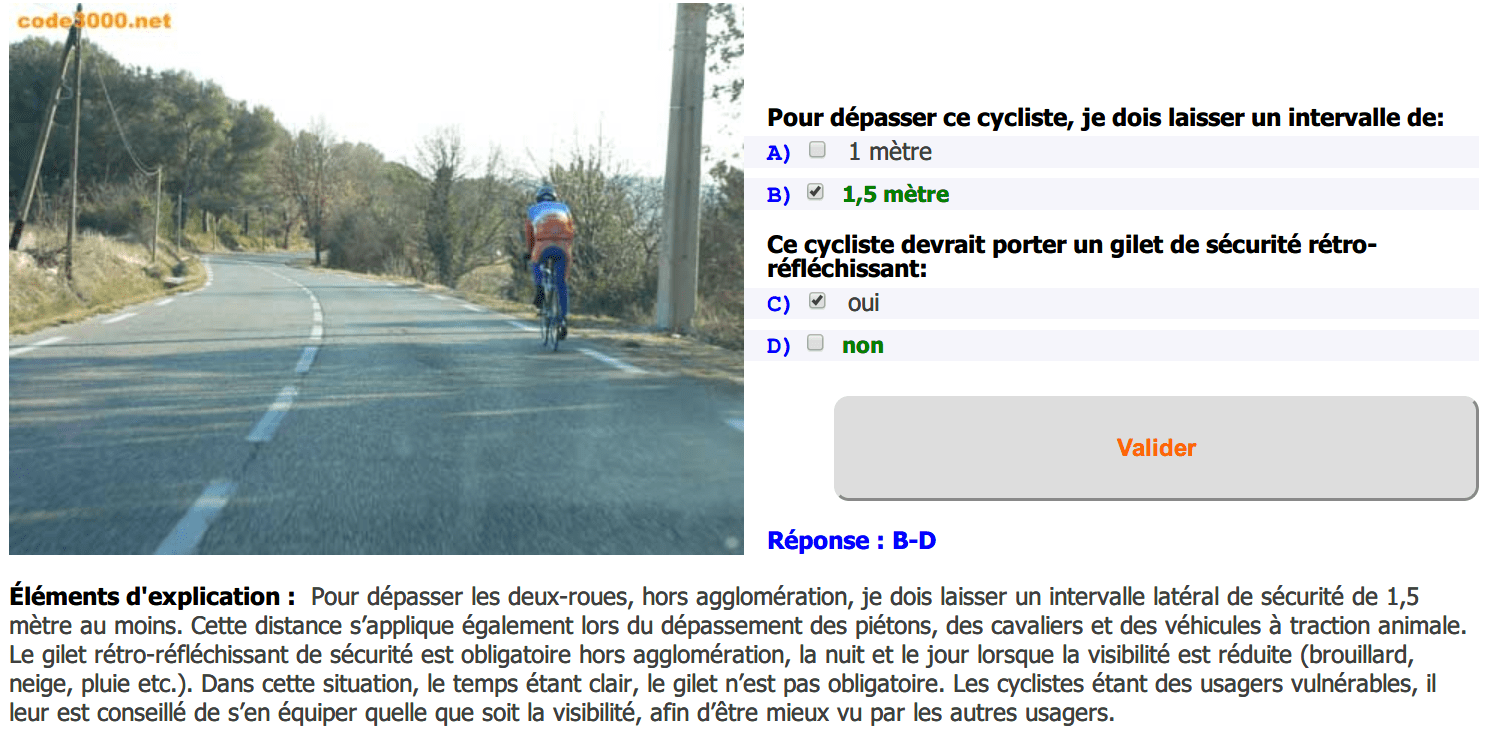 code3000.net
Pour dépasser ce cycliste, je dois laisser un intervalle de:
A) 1 mètre
B) 1,5 mètre
Ce cycliste devrait porter un gilet de sécurité rétro-
réfléchissant:
C) oui
D) non
Valider
Réponse : B-D
Éléments d'explication : Pour dépasser les deux-roues, hors agglomération, je dois laisser un intervalle latéral de sécurité de 1,5
mètre au moins. Cette distance s’applique également lors du dépassement des piétons, des cavaliers et des véhicules à traction animale.
Le gilet rétro-réfléchissant de sécurité est obligatoire hors agglomération, la nuit et le jour lorsque la visibilité est réduite (brouillard,
neige, pluie etc.). Dans cette situation, le temps étant clair, le gilet n’est pas obligatoire. Les cyclistes étant des usagers vulnérables, il
leur est conseillé de s’en équiper quelle que soit la visibilité, afin d’être mieux vu par les autres usagers.